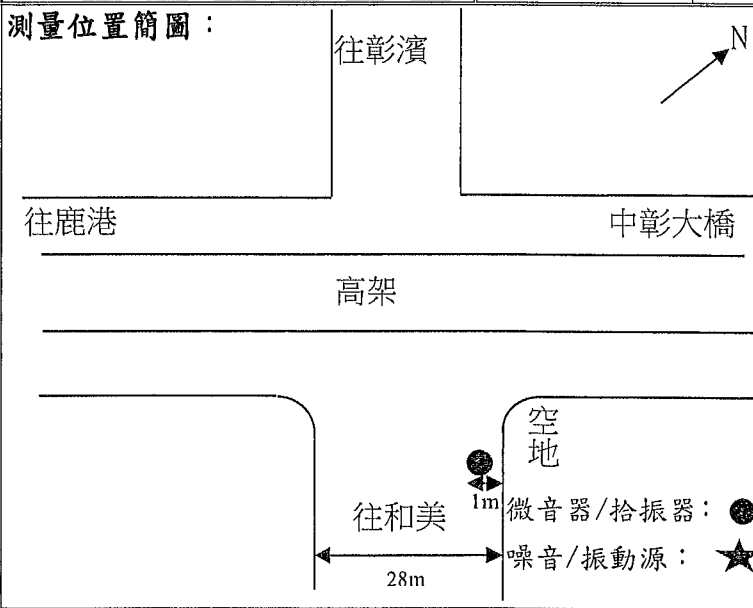 測量位置簡圖：
N
往彰濱
往鹿港
中彰大橋
高架
空地
1m
往和美
微音器/拾振器：
噪音/振動源：
28m